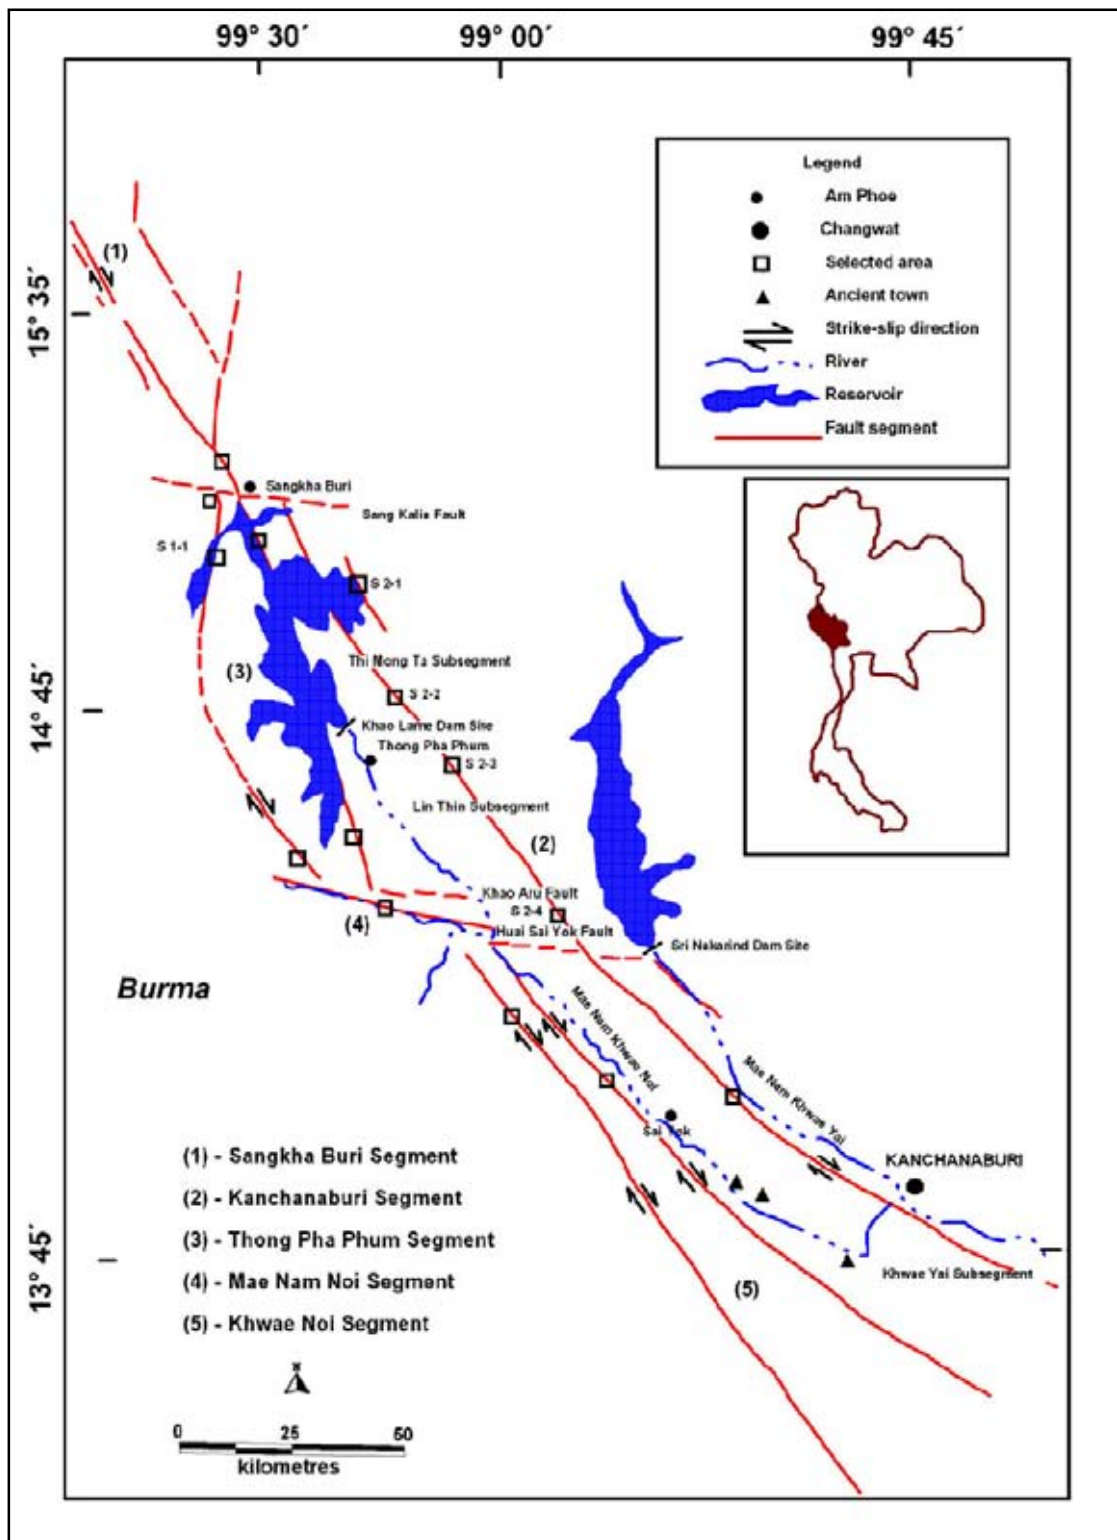 99° 30´
99° 00´
99° 45´
15° 35´
14° 45´
13° 45´
Legend
Am Phoe
Changwat
Selected area
Ancient town
Strike-slip direction
River
Reservoir
Fault segment
(1)
Sangkha Buri
Sang Kalia Fault
S 1-1
S 2-1
Thi Mong Ta Subsegment
(3)
S 2-2
Khao Lame Dam Site
Thong Pha Phum
S 2-3
Lin Thin Subsegment
(2)
Khao Aru Fault
S 2-4
(4)
Huai Sai Yok Fault
Sri Nakarind Dam Site
Burma
Mae Nam Khwae Noi
Mae Nam Khwae Yai
Sai Yok
KANCHANABURI
Khwae Yai Subsegment
(5)
(1) - Sangkha Buri Segment
(2) - Kanchanaburi Segment
(3) - Thong Pha Phum Segment
(4) - Mae Nam Noi Segment
(5) - Khwae Noi Segment
0 25 50
kilometres